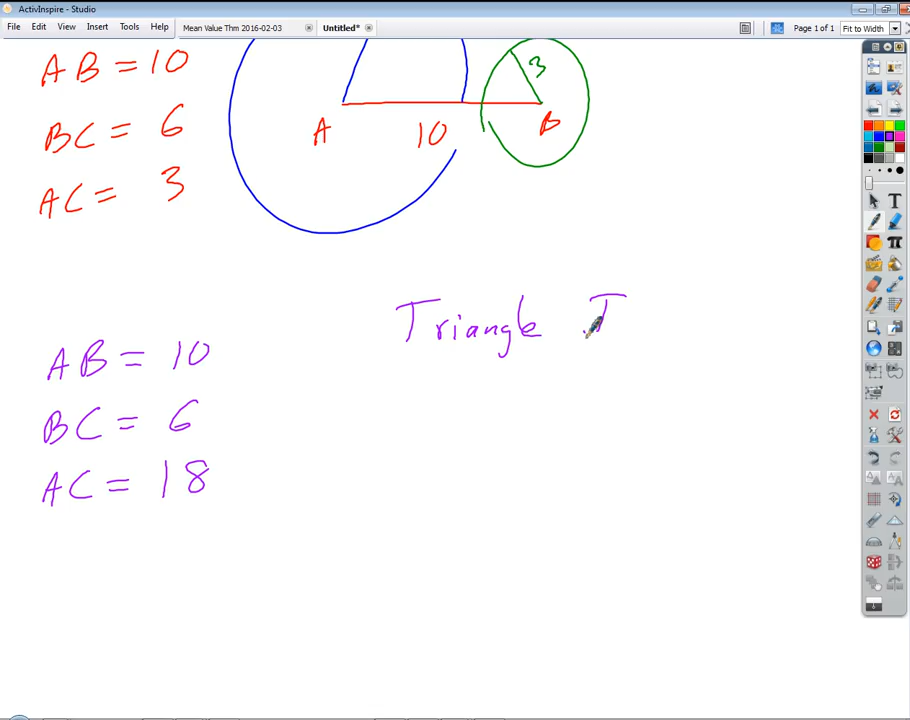 ActivInspire - Studio
File Edit View Insert Tools Help
Mean Value Thm 2016-02-03
Untitled*
Page 1 of 1
Fit to Width
AB = 10
BC = 6
AC = 3
3
A
10
B
Triangle I
AB = 10
BC = 6
AC = 18
T